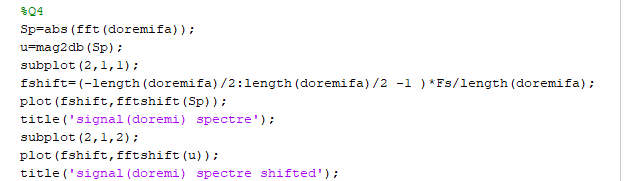 %Q4
Sp=abs(fft(doremifa));
u=mag2db(Sp);
subplot(2,1,1);
fshift=(-length(doremifa)/2:length(doremifa)/2 -1 )*Fs/length(doremifa);
plot(fshift,fftshift(Sp));
title('signal(doremi) spectre');
subplot(2,1,2);
plot(fshift,fftshift(u));
title('signal(doremi) spectre shifted');